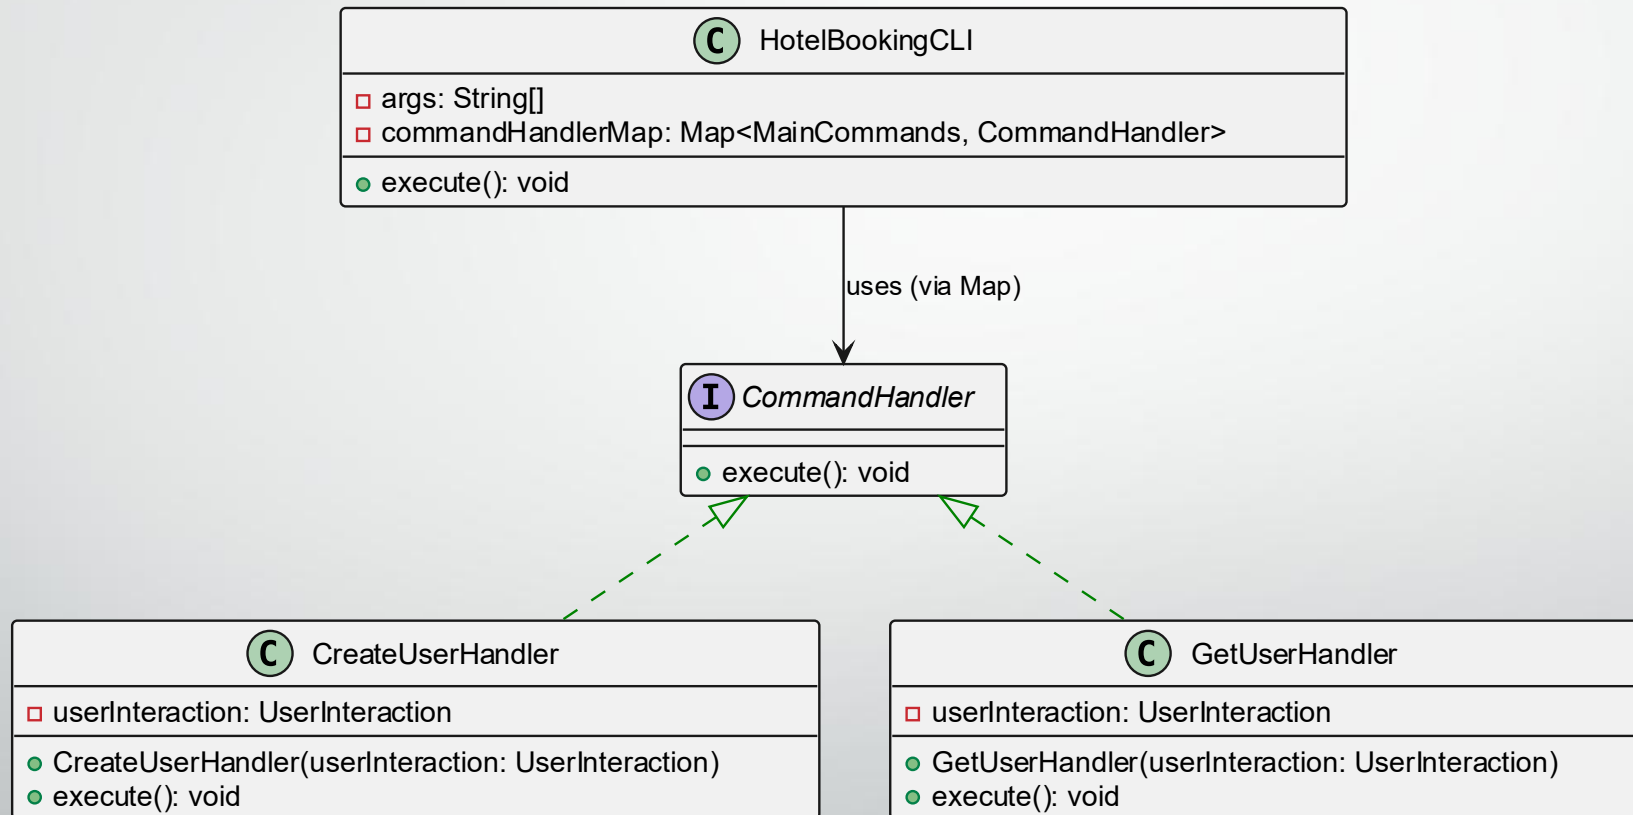 C HotelBookingCLI
args: String[]
commandHandlerMap: Map<MainCommands, CommandHandler>
execute(): void
uses (via Map)
I CommandHandler
execute(): void
C CreateUserHandler
userInteraction: UserInteraction
CreateUserHandler(userInteraction: UserInteraction)
execute(): void
C GetUserHandler
userInteraction: UserInteraction
GetUserHandler(userInteraction: UserInteraction)
execute(): void